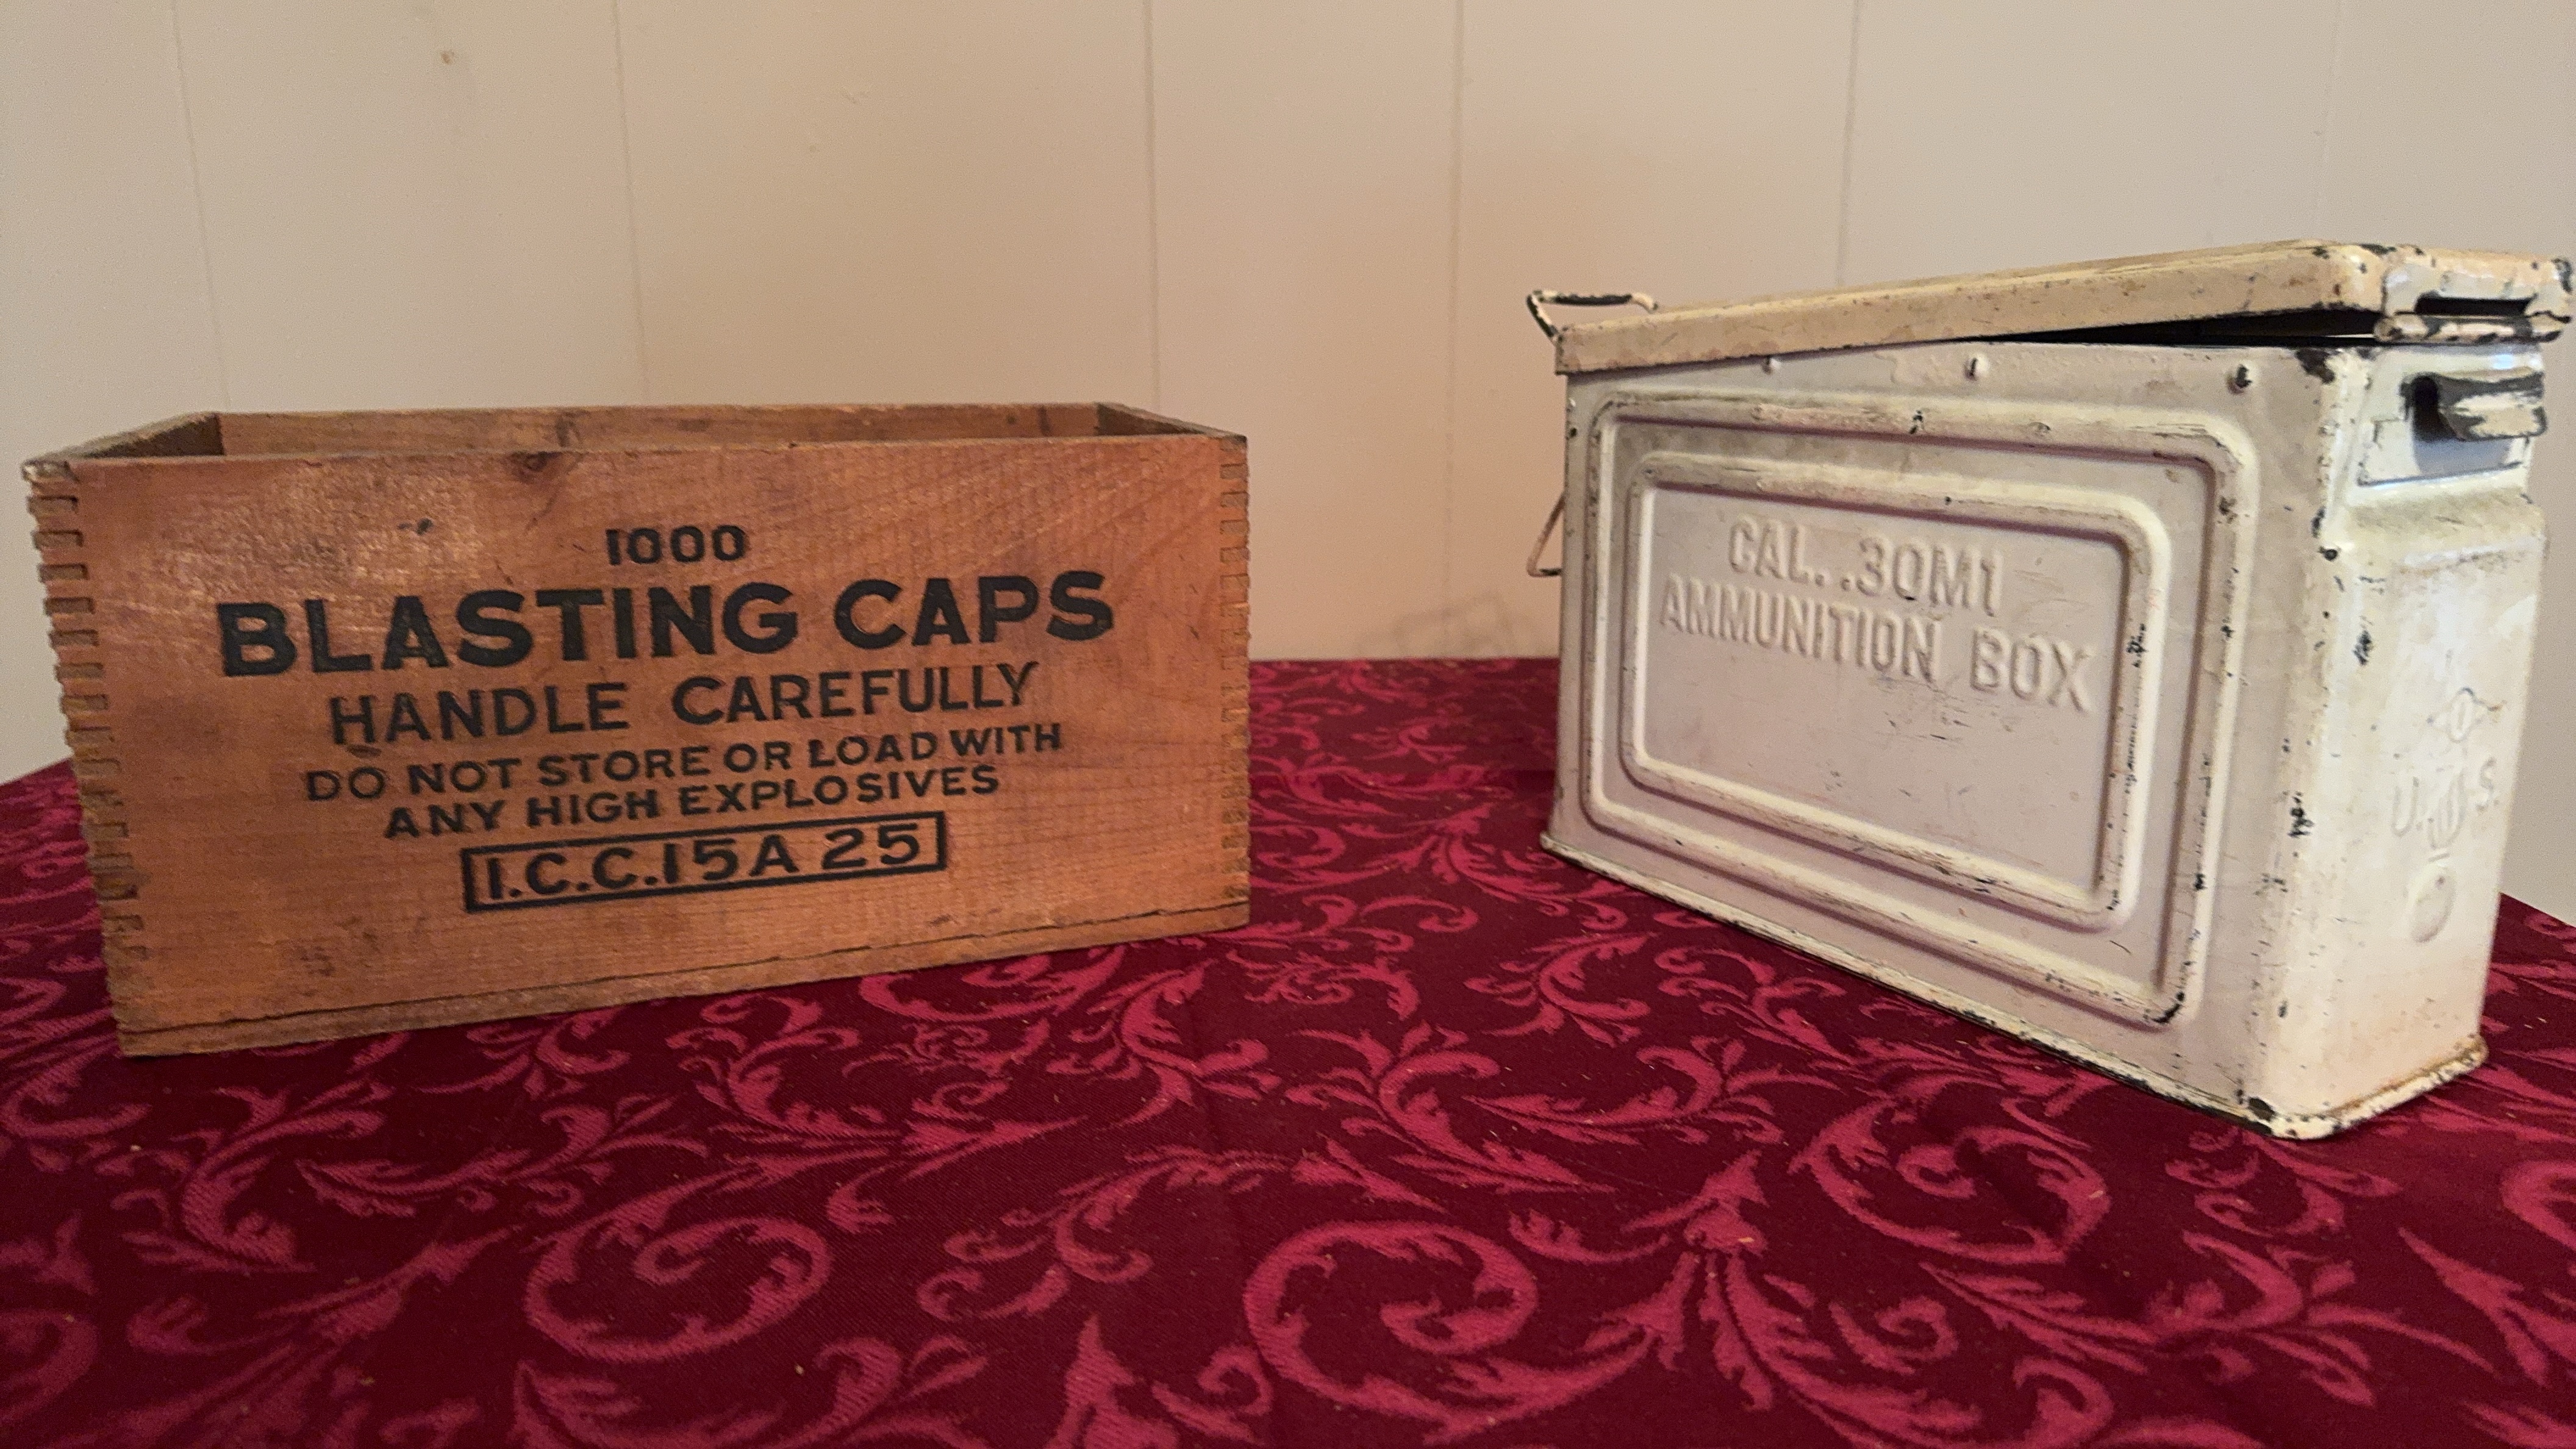 1000
BLASTING CAPS
HANDLE CAREFULLY
DO NOT STORE OR LOAD WITH
ANY HIGH EXPLOSIVES
I.C.C.15A 25
CAL. .30M1
AMMUNITION BOX
U. S.